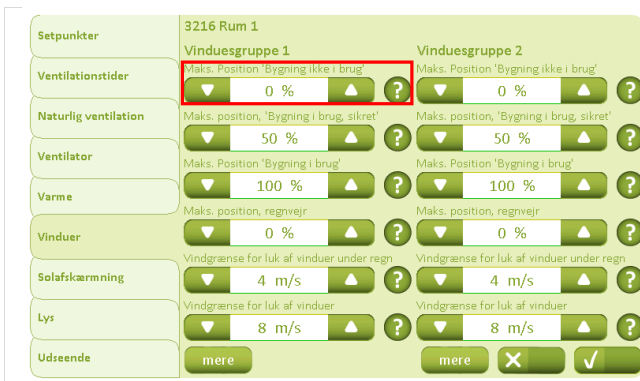 Setpunkter
Ventilationstider
Naturlig ventilation
Ventilator
Varme
Vinduer
Solafskærmning
Lys
Udseende
3216 Rum 1
Vinduesgruppe 1
Maks. Position 'Bygning ikke i brug'
0 %
?
Maks. position, 'Bygning i brug, sikret'
50 %
?
Maks. Position 'Bygning i brug'
100 %
?
Maks. position, regnvejr
0 %
?
Vindgrænse for luk af vinduer under regn
4 m/s
?
Vindgrænse for luk af vinduer
8 m/s
?
mere
Vinduesgruppe 2
Maks. Position 'Bygning ikke i brug'
0 %
?
Maks. position, 'Bygning i brug, sikret'
50 %
?
Maks. Position 'Bygning i brug'
100 %
?
Maks. position, regnvejr
0 %
?
Vindgrænse for luk af vinduer under regn
4 m/s
?
Vindgrænse for luk af vinduer
8 m/s
?
mere